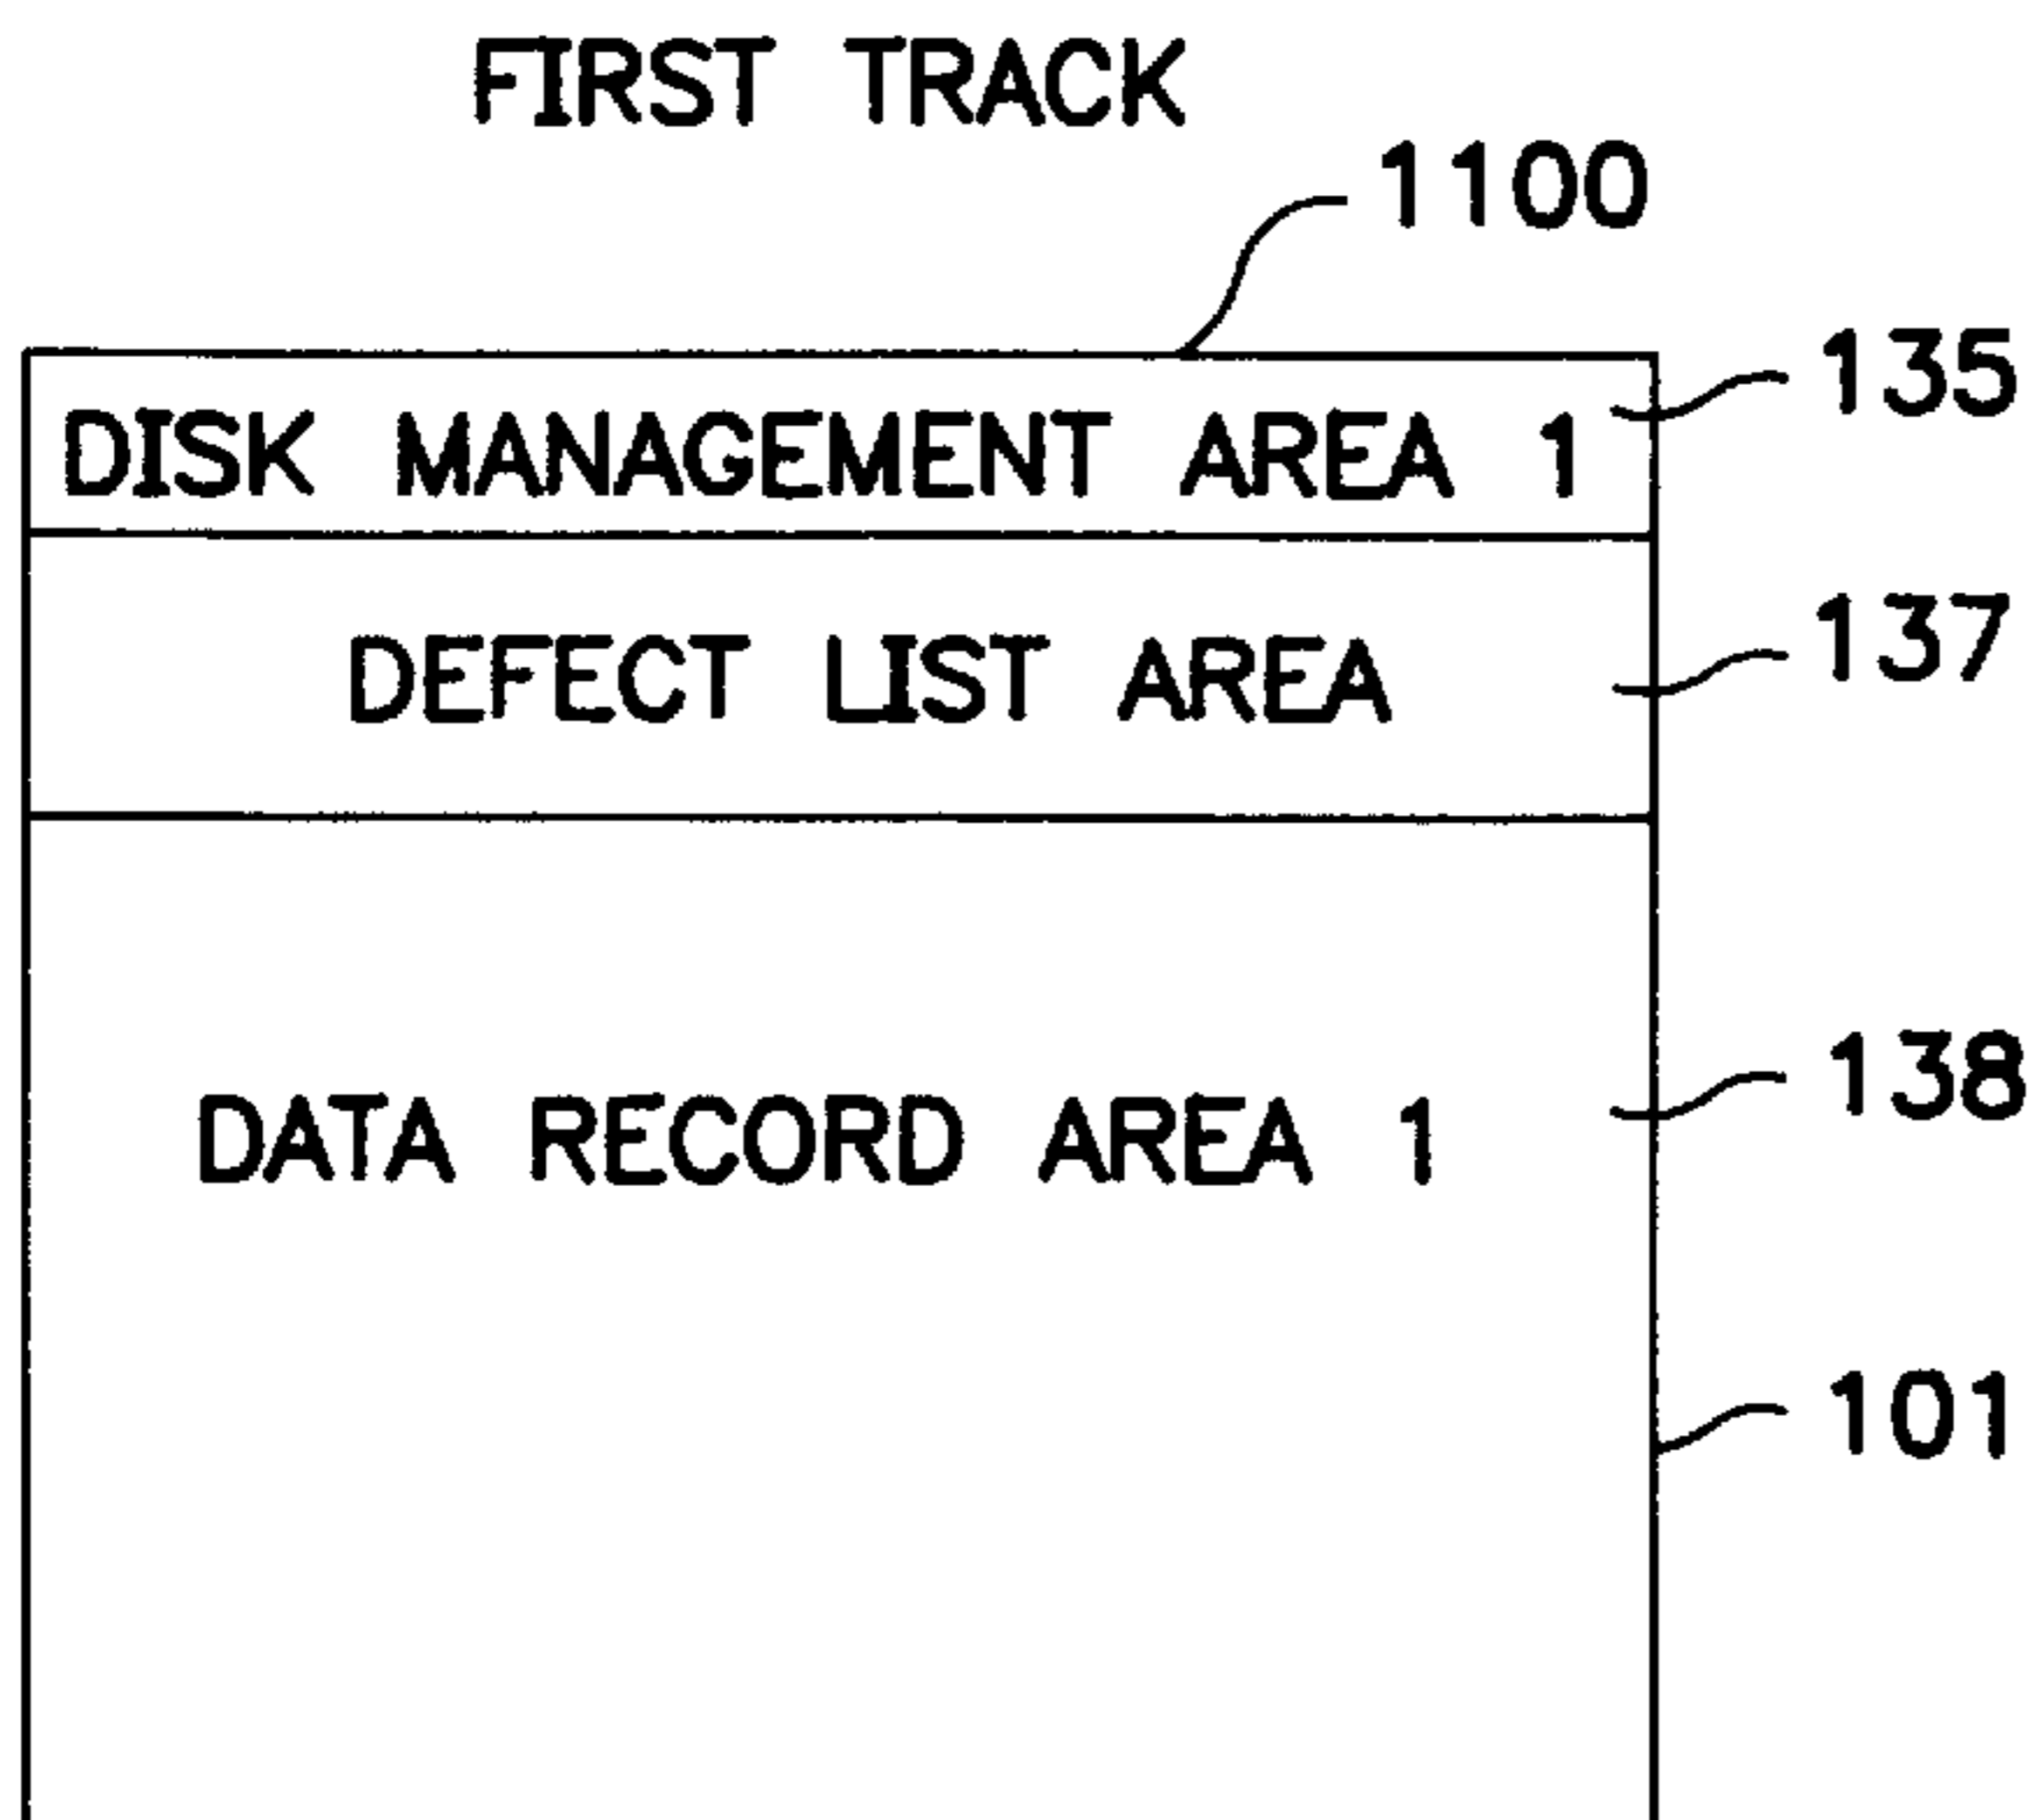 FIRST TRACK
1100
DISK MANAGEMENT AREA 1
135
DEFECT LIST AREA
137
DATA RECORD AREA 1
138
101